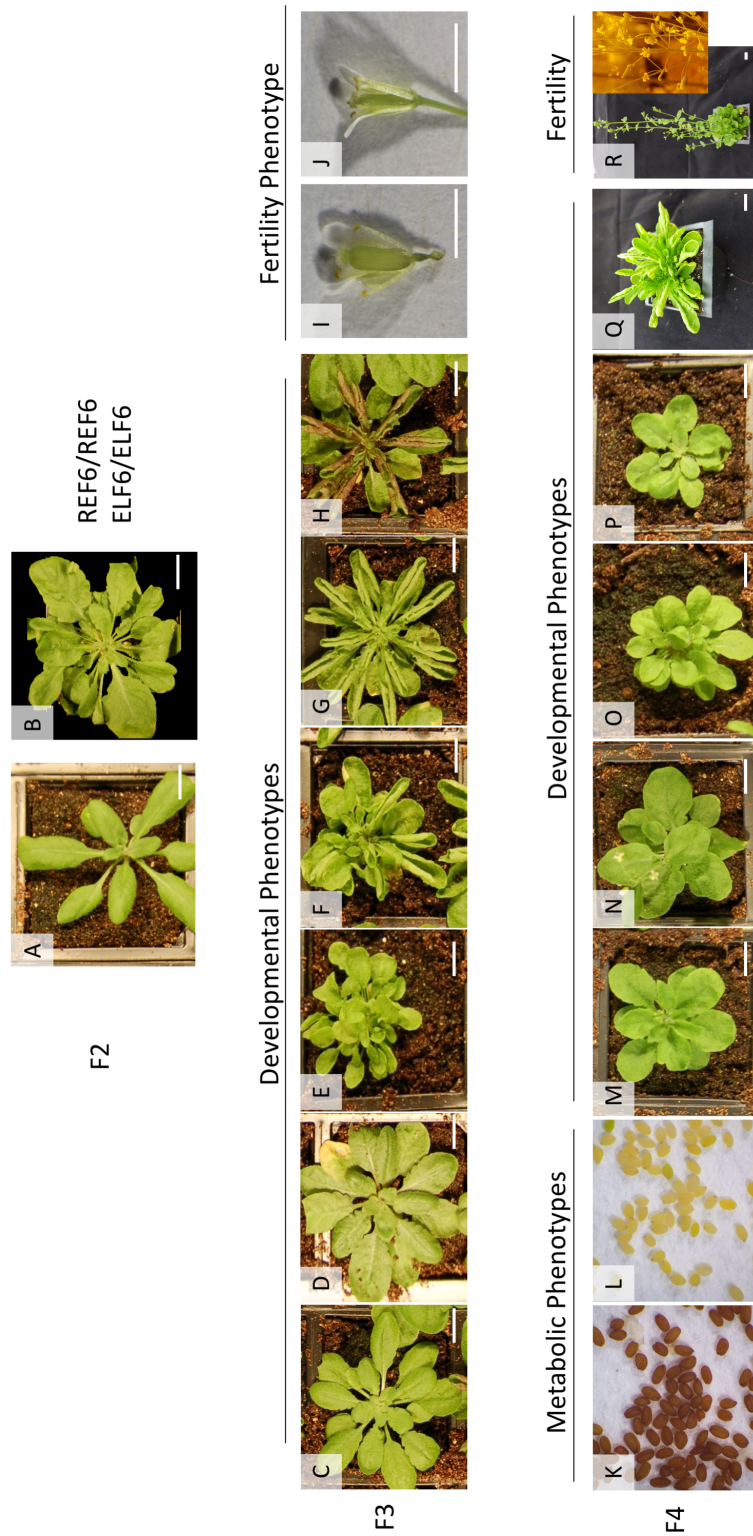 REF6/REF6
ELF6/ELF6
F2
A
B
Developmental Phenotypes
Fertility Phenotype
F3
C
D
E
F
G
H
I
J
Metabolic Phenotypes
Developmental Phenotypes
Fertility
F4
K
L
M
N
O
P
Q
R